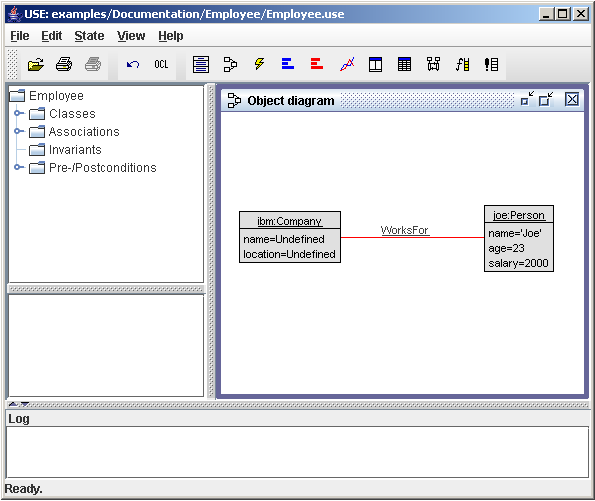 USE: examples/Documentation/Employee/Employee.use
File Edit State View Help
OCL
Employee
Classes
Associations
Invariants
Pre-/Postconditions
Object diagram
ibm:Company
name=Undefined
location=Undefined
WorksFor
joe:Person
name='Joe'
age=23
salary=2000
Log
Ready.